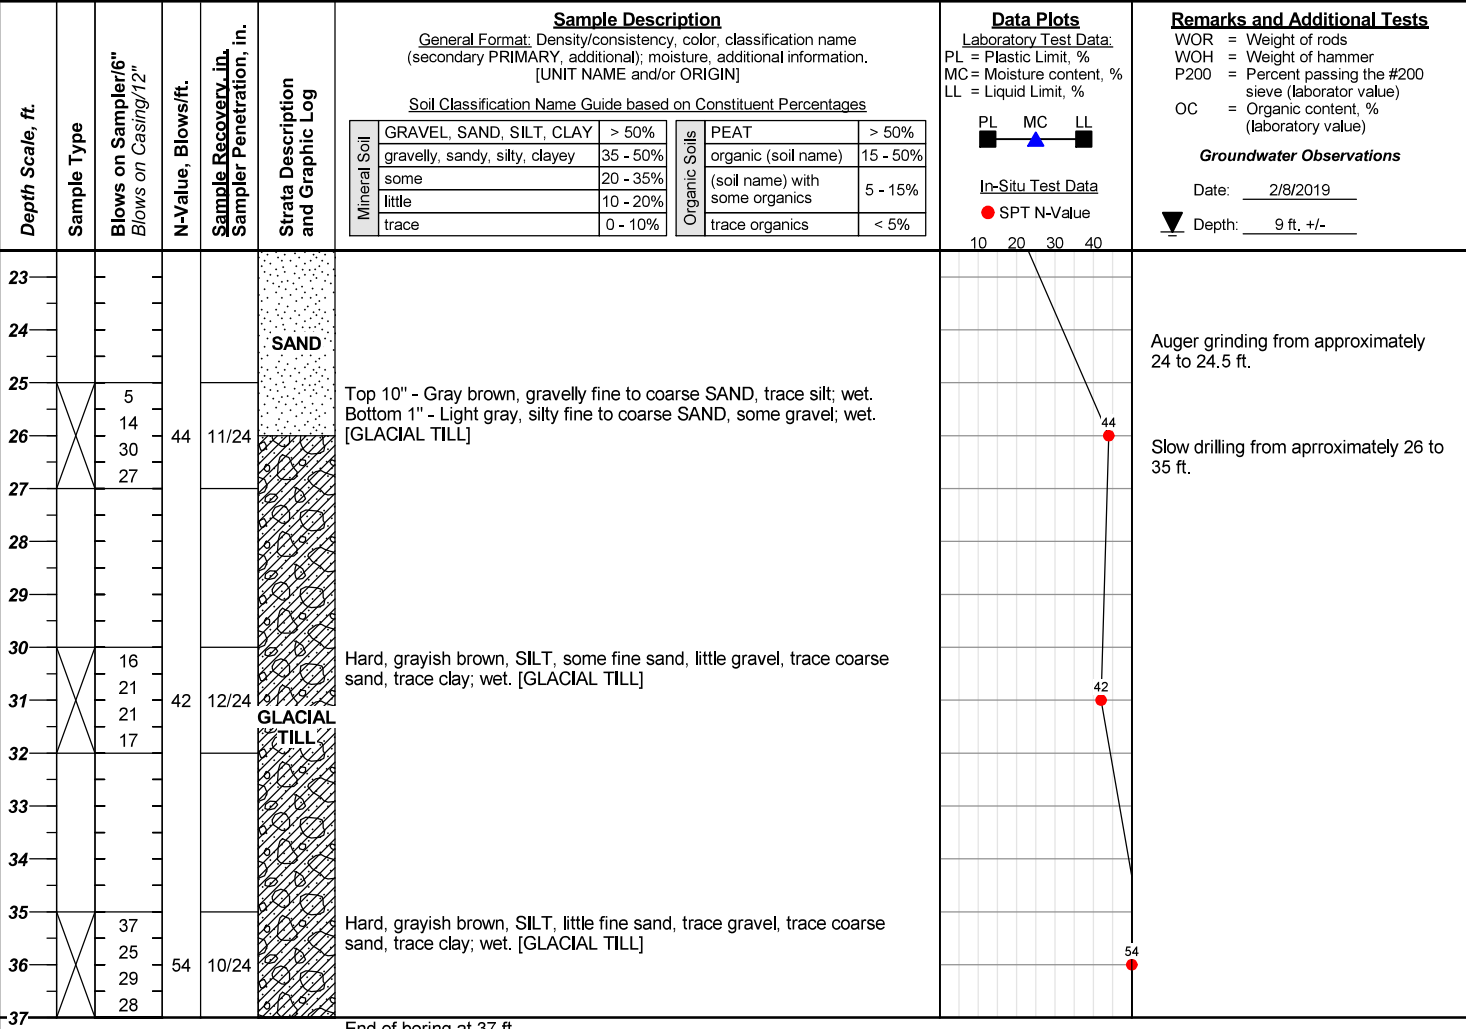 Depth Scale, ft.
Sample Type
Blows on Sampler/6"
Blows on Casing/12"
N-Value, Blows/ft.
Sample Recovery, in.
Sampler Penetration, in.
Strata Description
and Graphic Log
Sample Description
General Format: Density/consistency, color, classification name
(secondary PRIMARY, additional); moisture, additional information.
[UNIT NAME and/or ORIGIN]
Soil Classification Name Guide based on Constituent Percentages
Mineral Soil
GRAVEL, SAND, SILT, CLAY > 50%
gravelly, sandy, silty, clayey 35 - 50%
some 20 - 35%
little 10 - 20%
trace 0 - 10%
Organic Soils
PEAT > 50%
organic (soil name) 15 - 50%
(soil name) with
some organics 5 - 15%
trace organics < 5%
Data Plots
Laboratory Test Data:
PL = Plastic Limit, %
MC = Moisture content, %
LL = Liquid Limit, %
PL MC LL
In-Situ Test Data
SPT N-Value
10 20 30 40
Remarks and Additional Tests
WOR = Weight of rods
WOH = Weight of hammer
P200 = Percent passing the #200
sieve (laborator value)
OC = Organic content, %
(laboratory value)
Groundwater Observations
Date: 2/8/2019
Depth: 9 ft. +/-
23
24
SAND
Auger grinding from approximately
24 to 24.5 ft.
25
5
14
30
27
44
11/24
Top 10" - Gray brown, gravelly fine to coarse SAND, trace silt; wet.
Bottom 1" - Light gray, silty fine to coarse SAND, some gravel; wet.
[GLACIAL TILL]
44
26
Slow drilling from aprroximately 26 to
35 ft.
27
28
29
30
16
21
21
17
42
12/24
Hard, grayish brown, SILT, some fine sand, little gravel, trace coarse
sand, trace clay; wet. [GLACIAL TILL]
42
31
GLACIAL
TILL
32
33
34
35
37
25
29
28
54
10/24
Hard, grayish brown, SILT, little fine sand, trace gravel, trace coarse
sand, trace clay; wet. [GLACIAL TILL]
54
36
37
End of boring at 37 ft